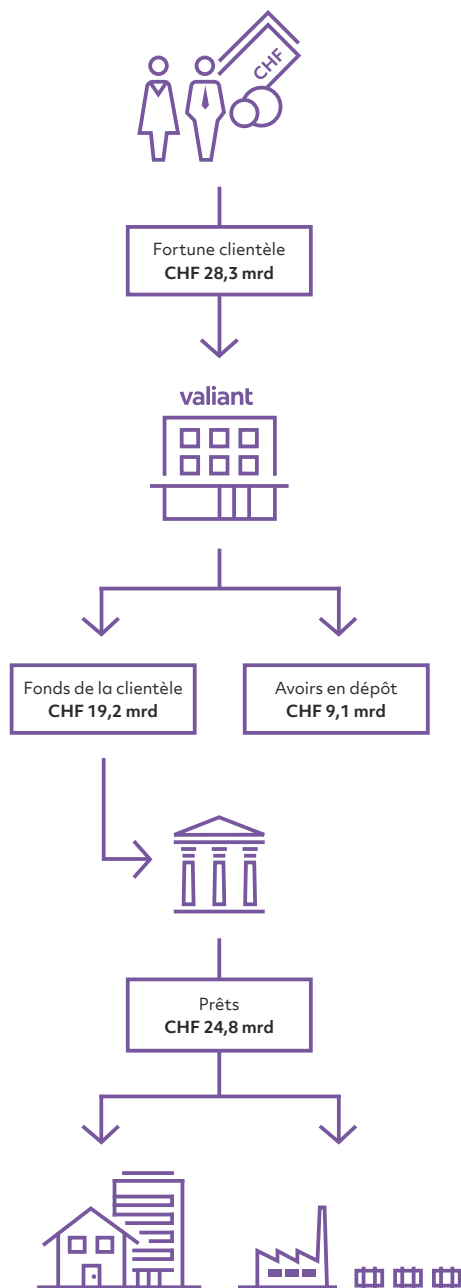 CHF
Fortune clientèle
CHF 28,3 mrd
valiant
Fonds de la clientèle
CHF 19,2 mrd
Avoirs en dépôt
CHF 9,1 mrd
Prêts
CHF 24,8 mrd